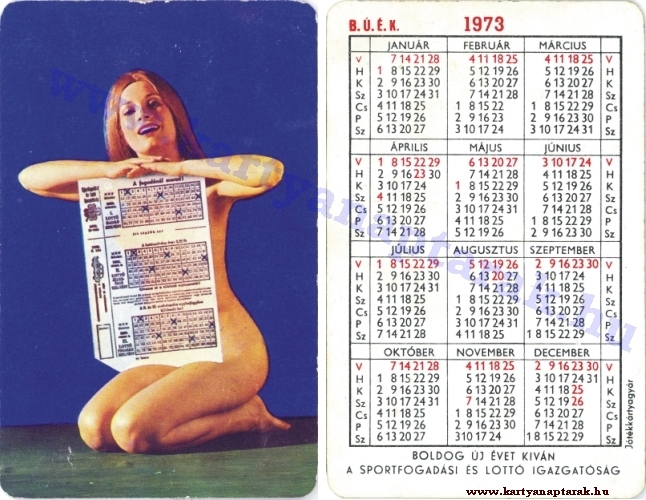 B.Ú.É.K. 1973
JANUÁR FEBRUÁR MÁRCIUS
V 7 14 21 28 4 11 18 25 4 11 18 25 V
H 1 8 15 22 29 5 12 19 26 5 12 19 26 H
K 2 9 16 23 30 6 13 20 27 6 13 20 27 K
Sz 3 10 17 24 31 7 14 21 28 7 14 21 28 Sz
Cs 4 11 18 25 1 8 15 22 1 8 15 22 29 Cs
P 5 12 19 26 2 9 16 23 2 9 16 23 30 P
Sz 6 13 20 27 3 10 17 24 3 10 17 24 31 Sz
ÁPRILIS MÁJUS JÚNIUS
V 1 8 15 22 29 6 13 20 27 3 10 17 24 V
H 2 9 16 23 30 7 14 21 28 4 11 18 25 H
K 3 10 17 24 1 8 15 22 29 5 12 19 26 K
Sz 4 11 18 25 2 9 16 23 30 6 13 20 27 Sz
Cs 5 12 19 26 3 10 17 24 31 7 14 21 28 Cs
P 6 13 20 27 4 11 18 25 1 8 15 22 29 P
Sz 7 14 21 28 5 12 19 26 2 9 16 23 30 Sz
JÚLIUS AUGUSZTUS SZEPTEMBER
V 1 8 15 22 29 5 12 19 26 2 9 16 23 30 V
H 2 9 16 23 30 6 13 20 27 3 10 17 24 H
K 3 10 17 24 31 7 14 21 28 4 11 18 25 K
Sz 4 11 18 25 1 8 15 22 29 5 12 19 26 Sz
Cs 5 12 19 26 2 9 16 23 30 6 13 20 27 Cs
P 6 13 20 27 3 10 17 24 31 7 14 21 28 P
Sz 7 14 21 28 4 11 18 25 1 8 15 22 29 Sz
OKTÓBER NOVEMBER DECEMBER
V 7 14 21 28 4 11 18 25 2 9 16 23 30 V
H 1 8 15 22 29 5 12 19 26 3 10 17 24 31 H
K 2 9 16 23 30 6 13 20 27 4 11 18 25 K
Sz 3 10 17 24 31 7 14 21 28 5 12 19 26 Sz
Cs 4 11 18 25 1 8 15 22 29 6 13 20 27 Cs
P 5 12 19 26 2 9 16 23 30 7 14 21 28 P
Sz 6 13 20 27 3 10 17 24 1 8 15 22 29 Sz
BOLDOG ÚJ ÉVET KIVÁN
A SPORTFOGADÁSI ÉS LOTTÓ IGAZGATÓSÁG
Játékkártyagyár
www.kartyanaptarak.hu
www.kartyanaptarak.hu